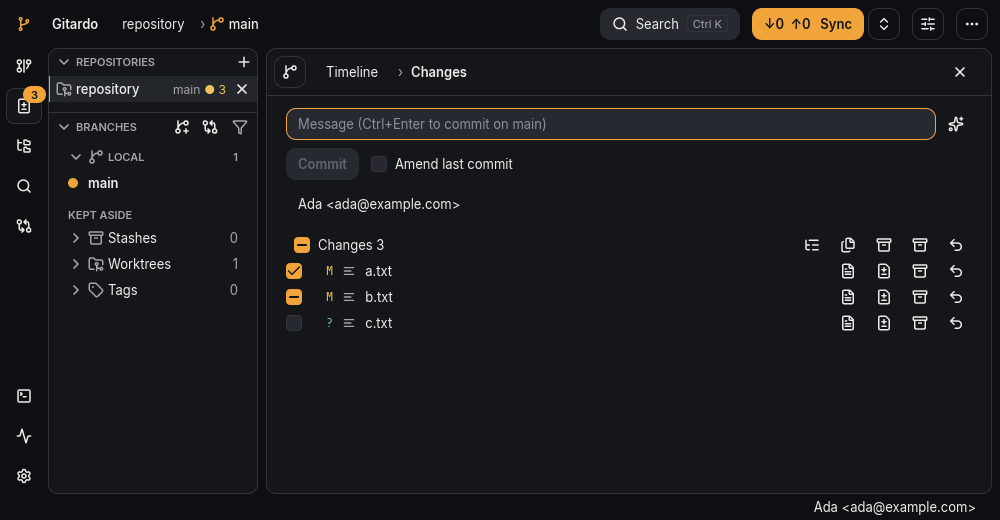 Gitardo repository › main Search Ctrl K ↓0 ↑0 Sync
REPOSITORIES
repository main 3
3
BRANCHES
LOCAL 1
main
KEPT ASIDE
Stashes 0
Worktrees 1
Tags 0
Timeline › Changes
Message (Ctrl+Enter to commit on main)
Commit Amend last commit
Ada <ada@example.com>
Changes 3
M a.txt
M b.txt
? c.txt
Ada <ada@example.com>